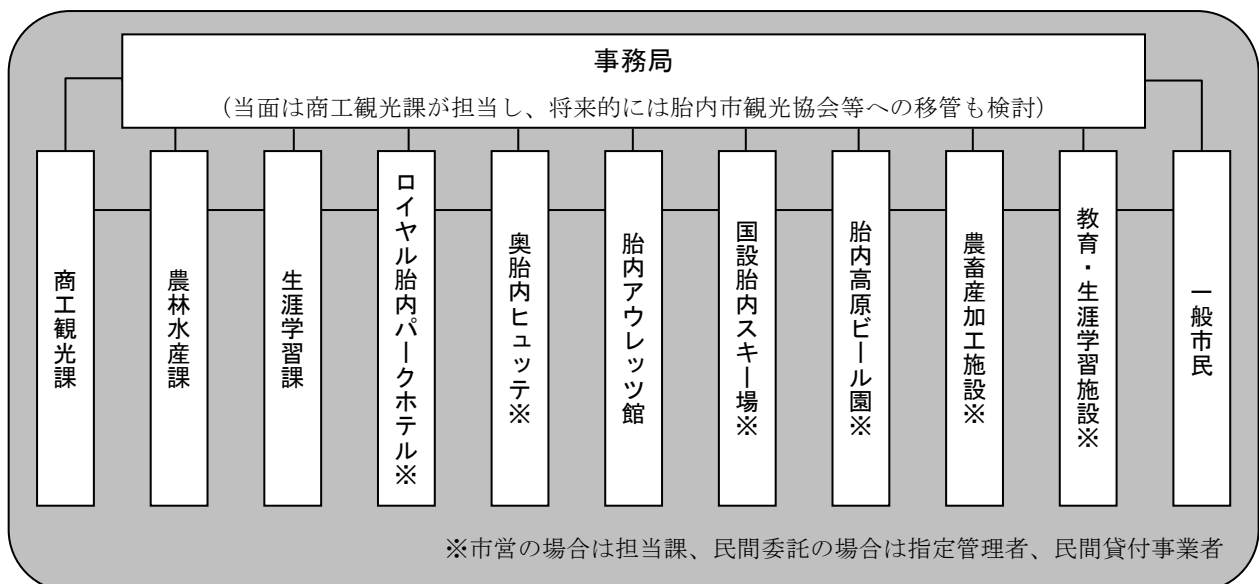 事務局
(当面は商工観光課が担当し、将来的には胎内市観光協会等への移管も検討)
商工観光課
農林水産課
生涯学習課
ロイヤル胎内パークホテル※
奥胎内ヒュッテ※
胎内アウレッツ館
国設胎内スキー場※
胎内高原ビール園※
農畜産加工施設※
教育・生涯学習施設※
一般市民
※市営の場合は担当課、民間委託の場合は指定管理者、民間貸付事業者